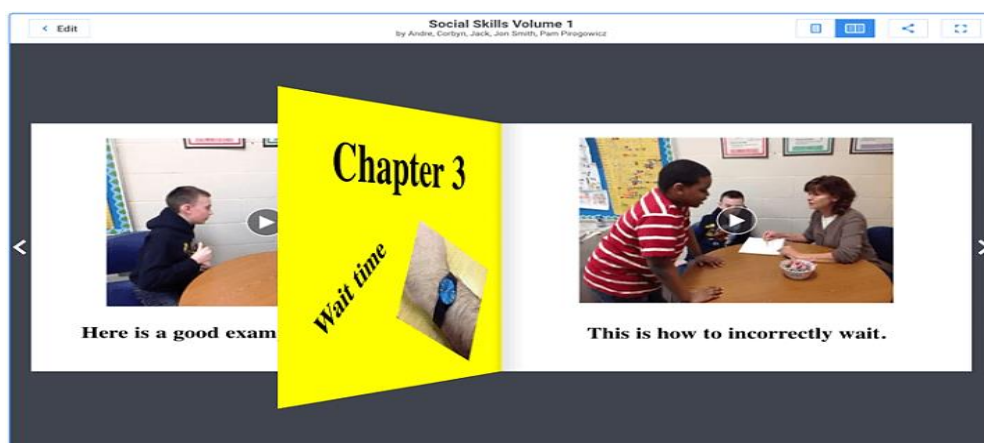 Edit
Social Skills Volume 1
by Andre, Corbyn, Jack, Jon Smith, Pam Pirogowicz
Here is a good exam
Chapter 3
Wait time
This is how to incorrectly wait.